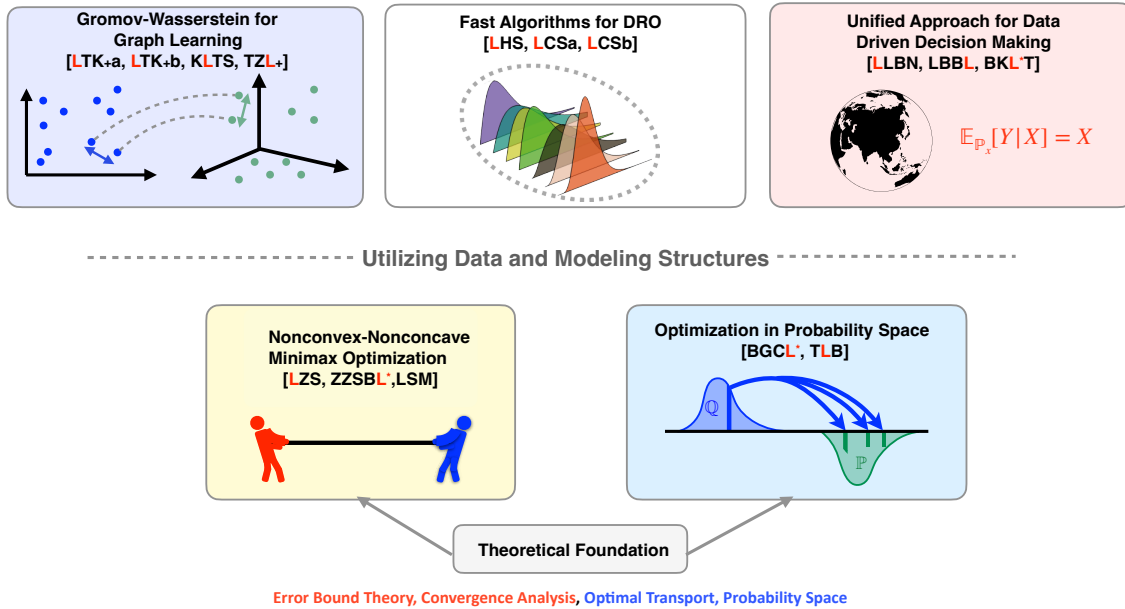 Gromov-Wasserstein for
Graph Learning
[LTK+a, LTK+b, KLTS, TZL+]
Fast Algorithms for DRO
[LHS, LCSa, LCSb]
Unified Approach for Data
Driven Decision Making
[LLBN, LBBL, BKL*T]
𝔼_{ℙ_x}[Y|X] = X
Utilizing Data and Modeling Structures
Nonconvex-Nonconcave
Minimax Optimization
[LZS, ZZSBL*,LSM]
Optimization in Probability Space
[BGCL*, TLB]
ℚ
ℙ
Theoretical Foundation
Error Bound Theory, Convergence Analysis, Optimal Transport, Probability Space